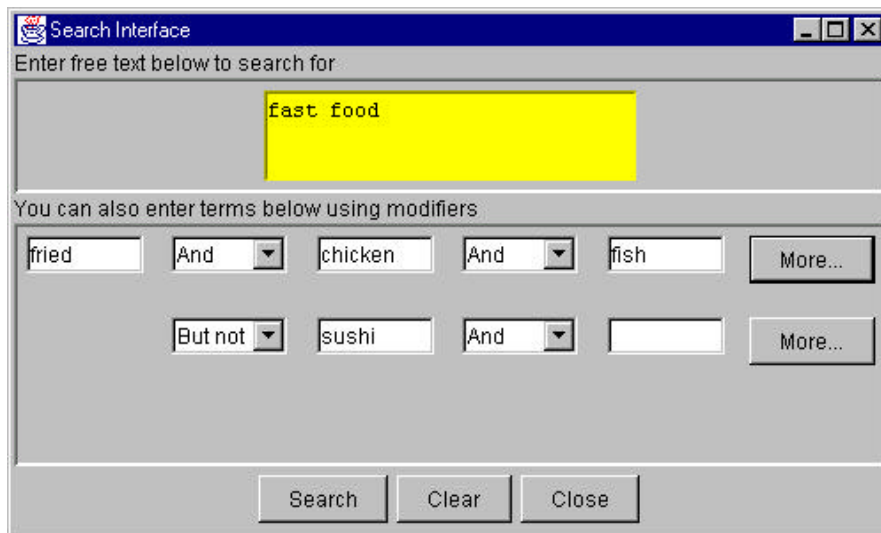 Search Interface
Enter free text below to search for
fast food
You can also enter terms below using modifiers
fried And chicken And fish More...
But not sushi And More...
Search Clear Close